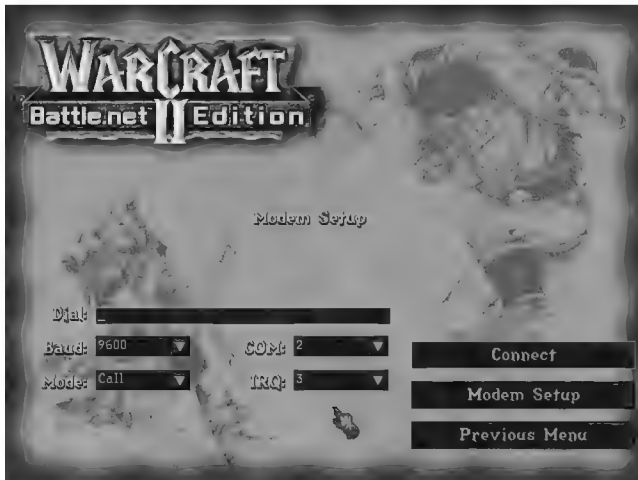 WARCRAFT
Battle.net II Edition
Modem Setup
Dial: _
Baud: 9600 COM: 2
Mode: Call IRQ: 3
Connect
Modem Setup
Previous Menu